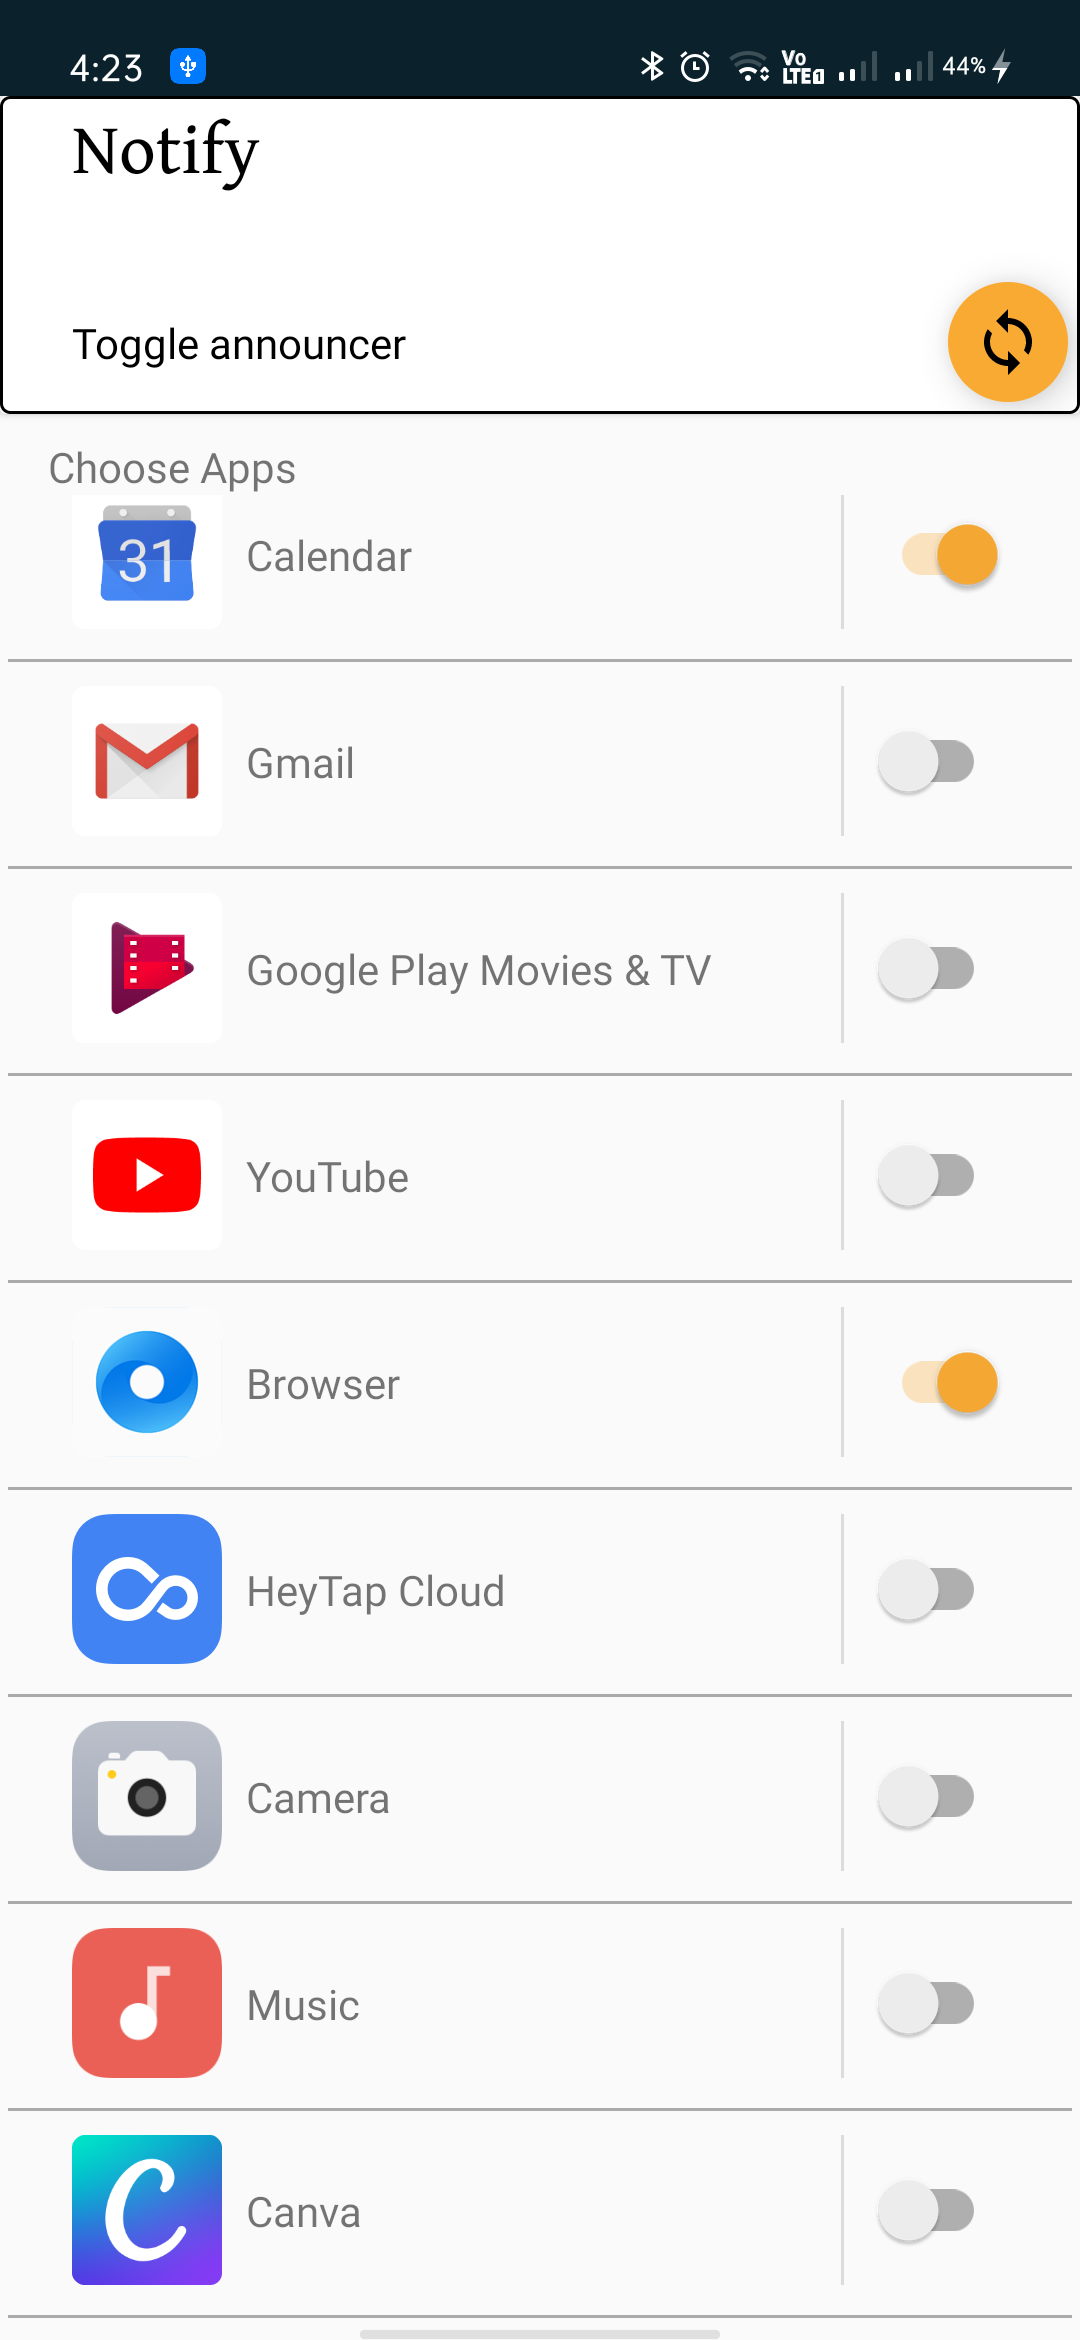 4:23
Vo
LTE1
44%
Notify
Toggle announcer
Choose Apps
31
Calendar
Gmail
Google Play Movies & TV
YouTube
Browser
HeyTap Cloud
Camera
Music
C
Canva